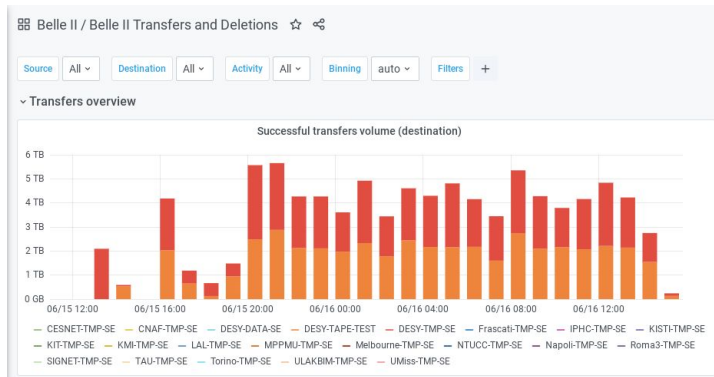 Belle II / Belle II Transfers and Deletions
Source All Destination All Activity All Binning auto Filters +
Transfers overview
Successful transfers volume (destination)
6 TB
5 TB
4 TB
3 TB
2 TB
1 TB
0 GB
06/15 12:00 06/15 16:00 06/15 20:00 06/16 00:00 06/16 04:00 06/16 08:00 06/16 12:00
CESNET-TMP-SE CNAF-TMP-SE DESY-DATA-SE DESY-TAPE-TEST DESY-TMP-SE Frascati-TMP-SE IPHC-TMP-SE KISTI-TMP-SE
KIT-TMP-SE KMI-TMP-SE LAL-TMP-SE MPPMU-TMP-SE Melbourne-TMP-SE NTUCC-TMP-SE Napoli-TMP-SE Roma3-TMP-SE
SIGNET-TMP-SE TAU-TMP-SE Torino-TMP-SE ULAKBIM-TMP-SE UMiss-TMP-SE